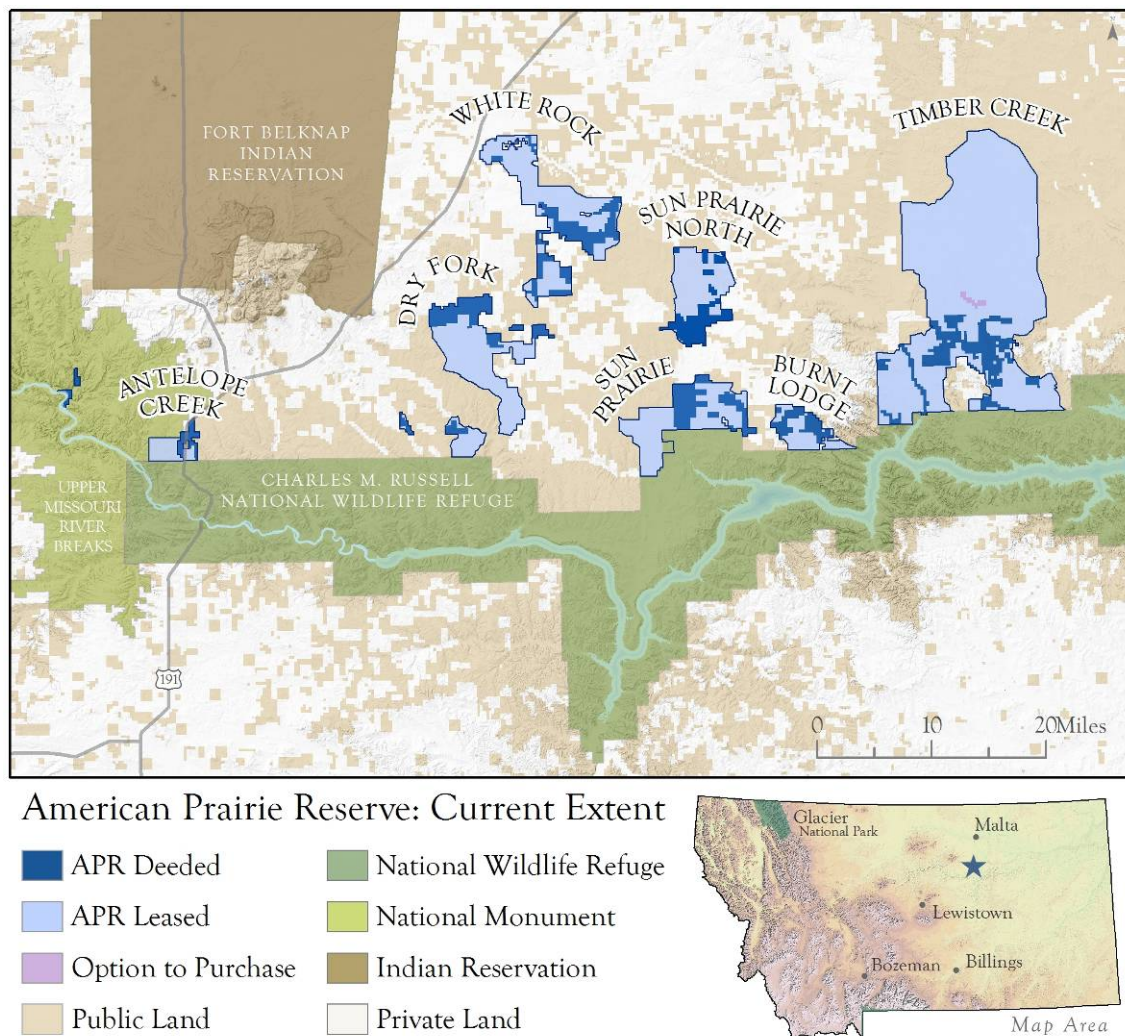 FORT BELKNAP
INDIAN
RESERVATION
WHITE ROCK
TIMBER CREEK
SUN PRAIRIE
NORTH
DRY FORK
ANTELOPE
CREEK
SUN
PRAIRIE
BURNT
LODGE
UPPER
MISSOURI
RIVER
BREAKS
CHARLES M. RUSSELL
NATIONAL WILDLIFE REFUGE
191
0 10 20Miles
American Prairie Reserve: Current Extent
APR Deeded
APR Leased
Option to Purchase
Public Land
National Wildlife Refuge
National Monument
Indian Reservation
Private Land
Glacier
National Park
Malta
Lewistown
Bozeman
Billings
Map Area